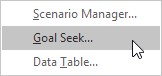 Scenario Manager...
Goal Seek...
Data Table...